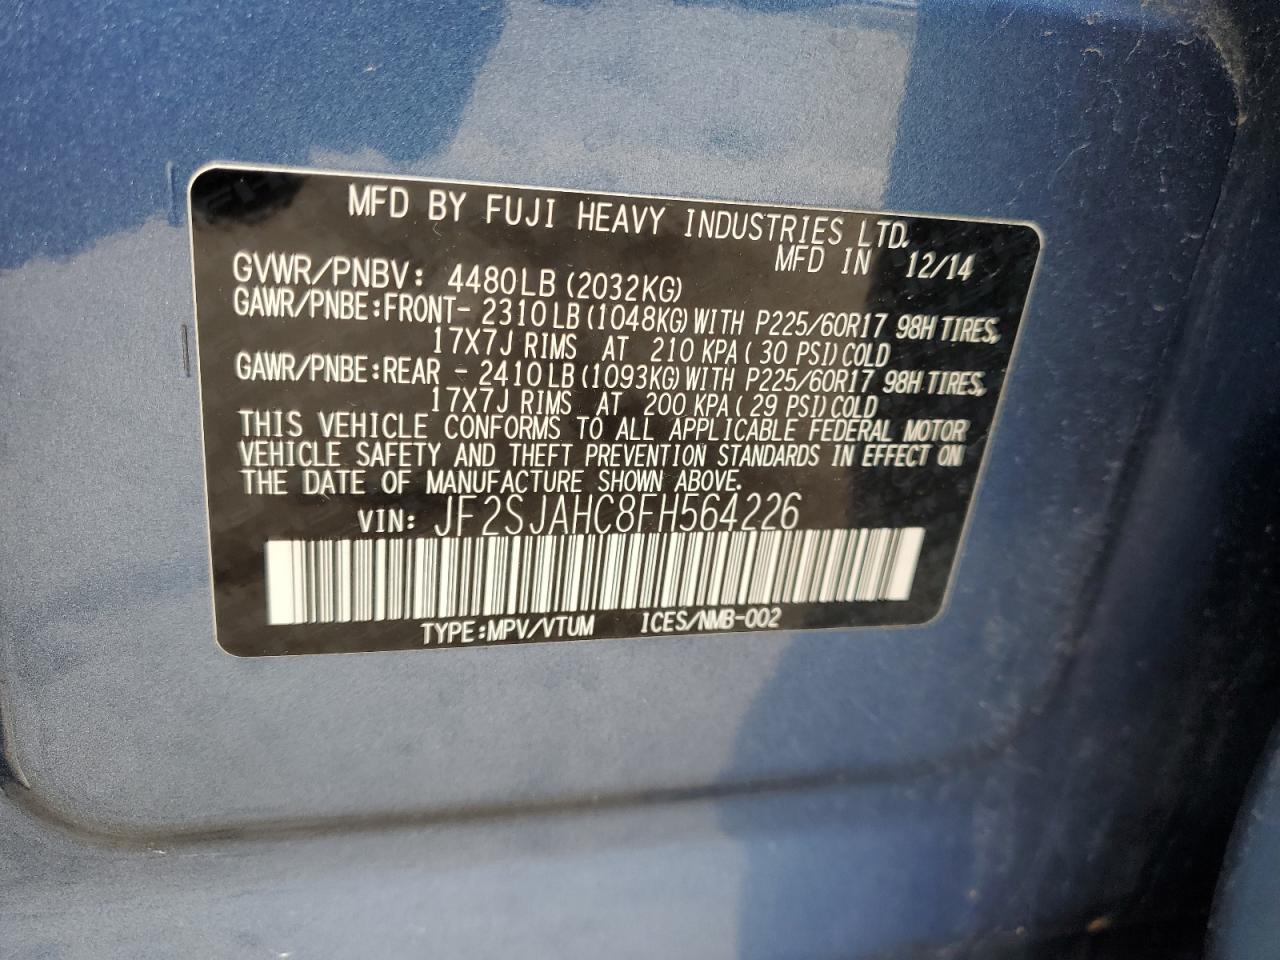 MFD BY FUJI HEAVY INDUSTRIES LTD.
MFD IN 12/14
GVWR/PNBV: 4480LB (2032KG)
GAWR/PNBE:FRONT- 2310LB (1048KG) WITH P225/60R17 98H TIRES,
17X7J RIMS AT 210 KPA ( 30 PSI) COLD
GAWR/PNBE:REAR - 2410LB (1093KG) WITH P225/60R17 98H TIRES,
17X7J RIMS AT 200 KPA ( 29 PSI) COLD
THIS VEHICLE CONFORMS TO ALL APPLICABLE FEDERAL MOTOR
VEHICLE SAFETY AND THEFT PREVENTION STANDARDS IN EFFECT ON
THE DATE OF MANUFACTURE SHOWN ABOVE.
VIN: JF2SJAHC8FH564226
TYPE:MPV/VTUM ICES/NMB-002